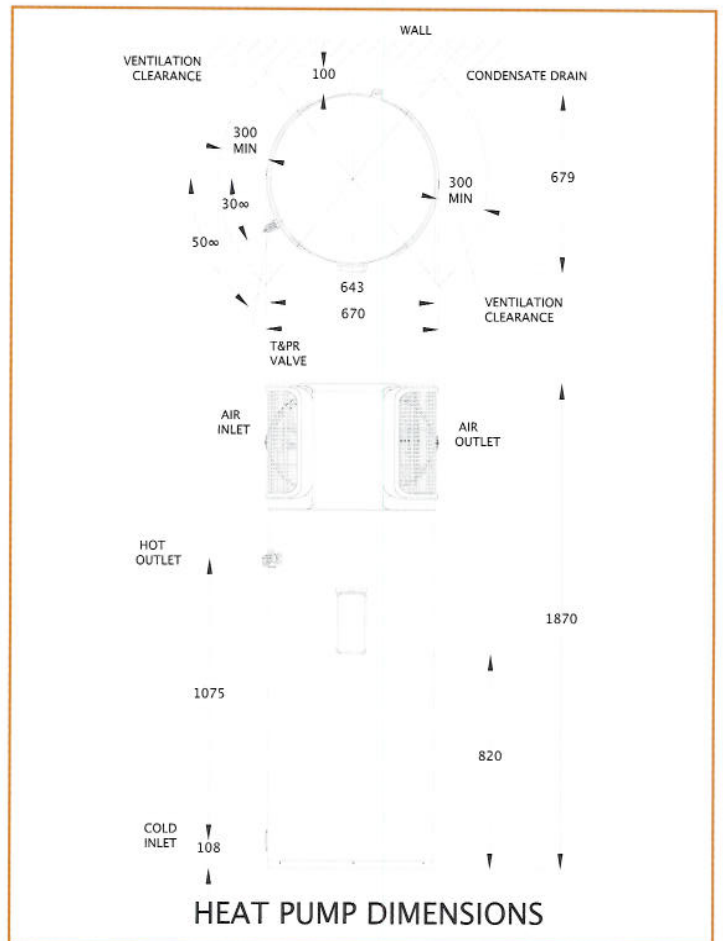 WALL
VENTILATION
CLEARANCE
100
CONDENSATE DRAIN
300
MIN
300
MIN
679
30∞
50∞
643
670
VENTILATION
CLEARANCE
T&PR
VALVE
AIR
INLET
AIR
OUTLET
HOT
OUTLET
1870
1075
820
COLD
INLET
108
HEAT PUMP DIMENSIONS